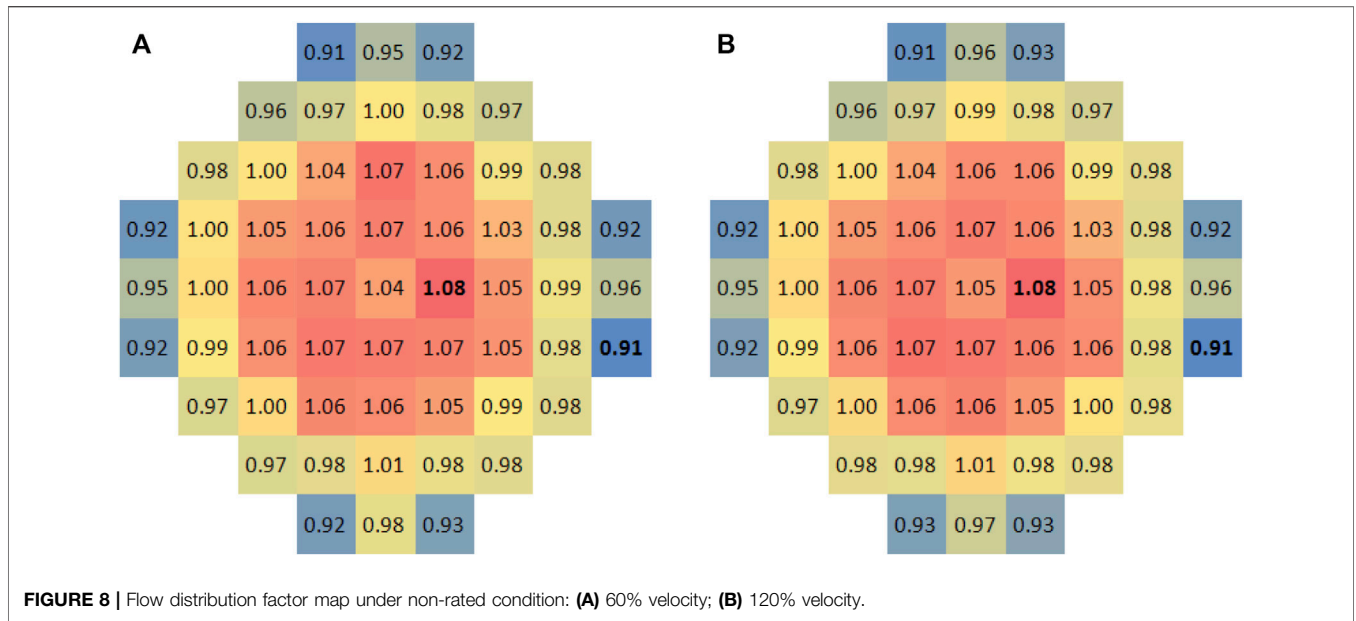 A
0.91 0.95 0.92
0.96 0.97 1.00 0.98 0.97
0.98 1.00 1.04 1.07 1.06 0.99 0.98
0.92 1.00 1.05 1.06 1.07 1.06 1.03 0.98 0.92
0.95 1.00 1.06 1.07 1.04 1.08 1.05 0.99 0.96
0.92 0.99 1.06 1.07 1.07 1.07 1.05 0.98 0.91
0.97 1.00 1.06 1.06 1.05 0.99 0.98
0.97 0.98 1.01 0.98 0.98
0.92 0.98 0.93
B
0.91 0.96 0.93
0.96 0.97 0.99 0.98 0.97
0.98 1.00 1.04 1.06 1.06 0.99 0.98
0.92 1.00 1.05 1.06 1.07 1.06 1.03 0.98 0.92
0.95 1.00 1.06 1.07 1.05 1.08 1.05 0.98 0.96
0.92 0.99 1.06 1.07 1.07 1.06 1.06 0.98 0.91
0.97 1.00 1.06 1.06 1.05 1.00 0.98
0.98 0.98 1.01 0.98 0.98
0.93 0.97 0.93
FIGURE 8 | Flow distribution factor map under non-rated condition: (A) 60% velocity; (B) 120% velocity.